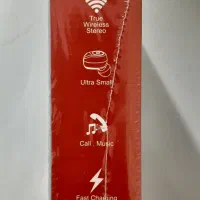 True
Wireless
Stereo
Ultra Small
Call . Music
Fast Charging